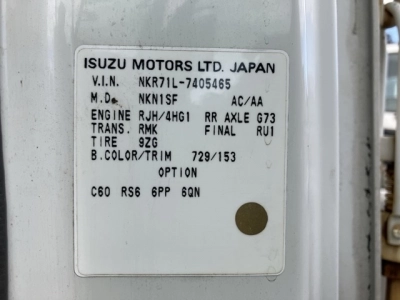 ISUZU MOTORS LTD. JAPAN
V.I.N. NKR71L-7405465
M.D. NKN1SF AC/AA
ENGINE RJH/4HG1 RR AXLE G73
TRANS. RMK FINAL RU1
TIRE 9ZG
B.COLOR/TRIM 729/153
OPTION
C60 RS6 6PP 6QN